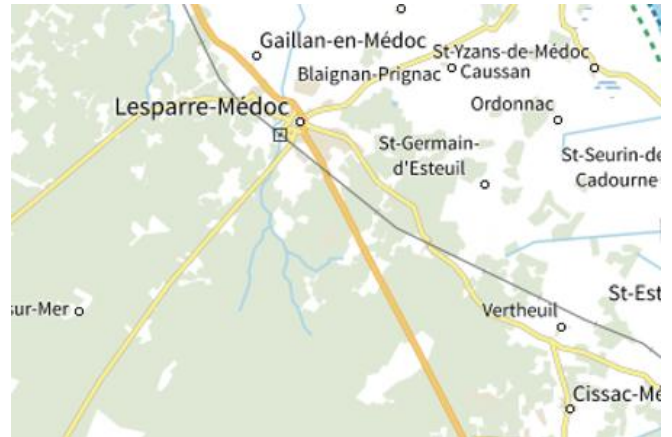 Gaillan-en-Médoc
St-Yzans-de-Médoc
Blaignan-Prignac
Caussan
Lesparre-Médoc
Ordonnac
St-Germain-
d'Esteuil
St-Seurin-de
Cadourne
St-Est
sur-Mer
Vertheuil
Cissac-Mé